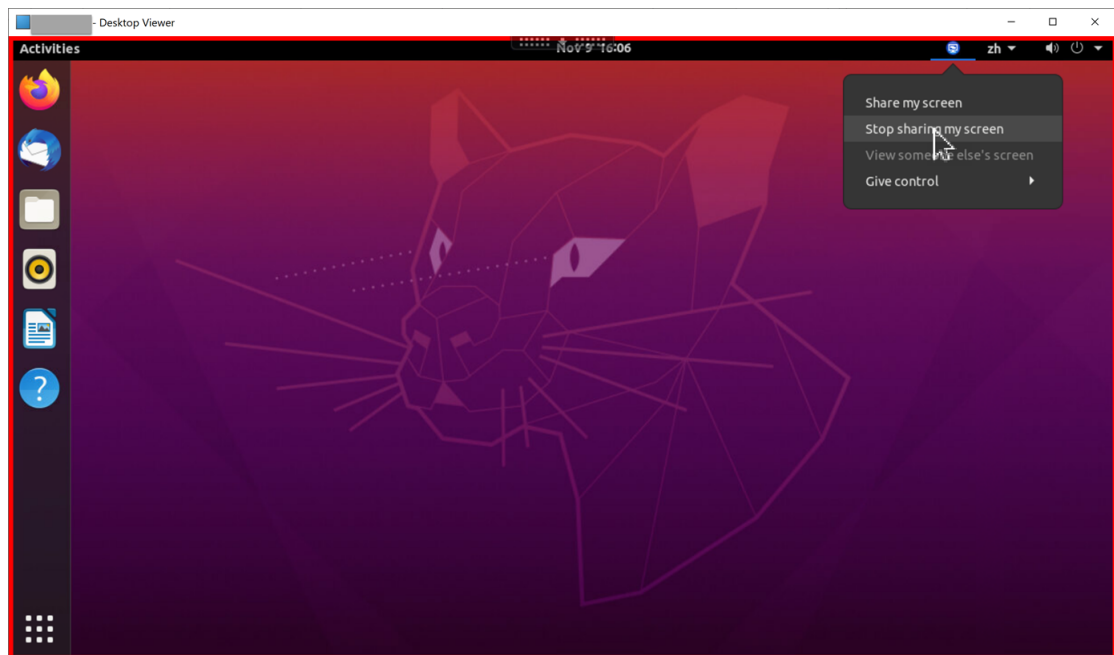 - Desktop Viewer
Activities
Nov 9 16:06
zh
Share my screen
Stop sharing my screen
View someone else's screen
Give control
?